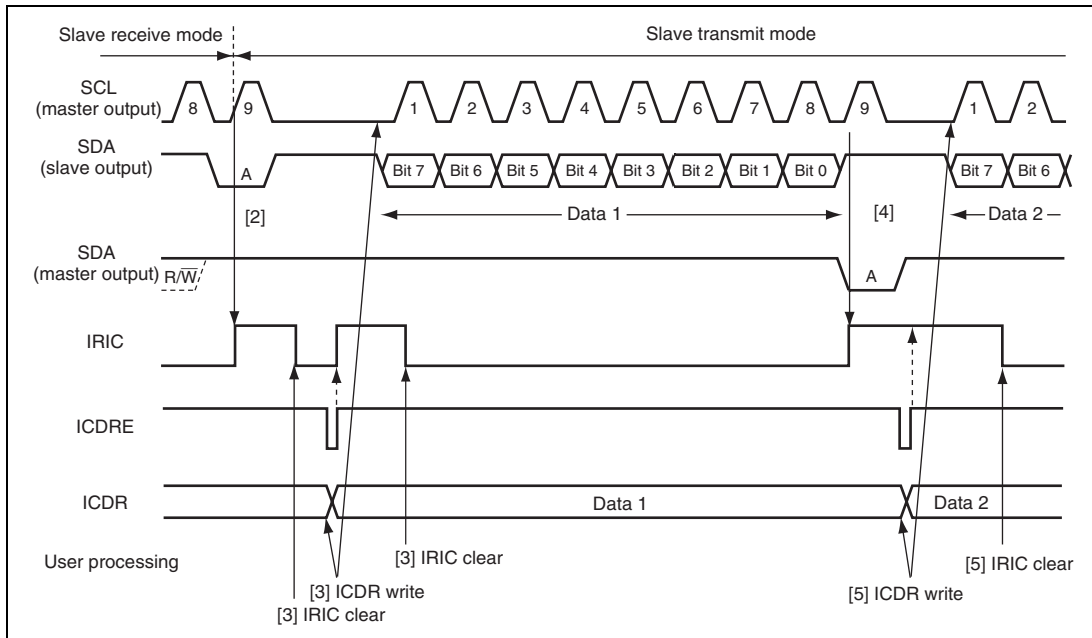 Slave receive mode
Slave transmit mode
SCL
(master output)
8 9 1 2 3 4 5 6 7 8 9 1 2
SDA
(slave output)
A Bit 7 Bit 6 Bit 5 Bit 4 Bit 3 Bit 2 Bit 1 Bit 0 Bit 7 Bit 6
[2] Data 1 [4] Data 2
SDA
(master output)
R/W̅
A
IRIC
ICDRE
ICDR
Data 1 Data 2
User processing
[3] IRIC clear
[5] IRIC clear
[3] ICDR write
[5] ICDR write
[3] IRIC clear